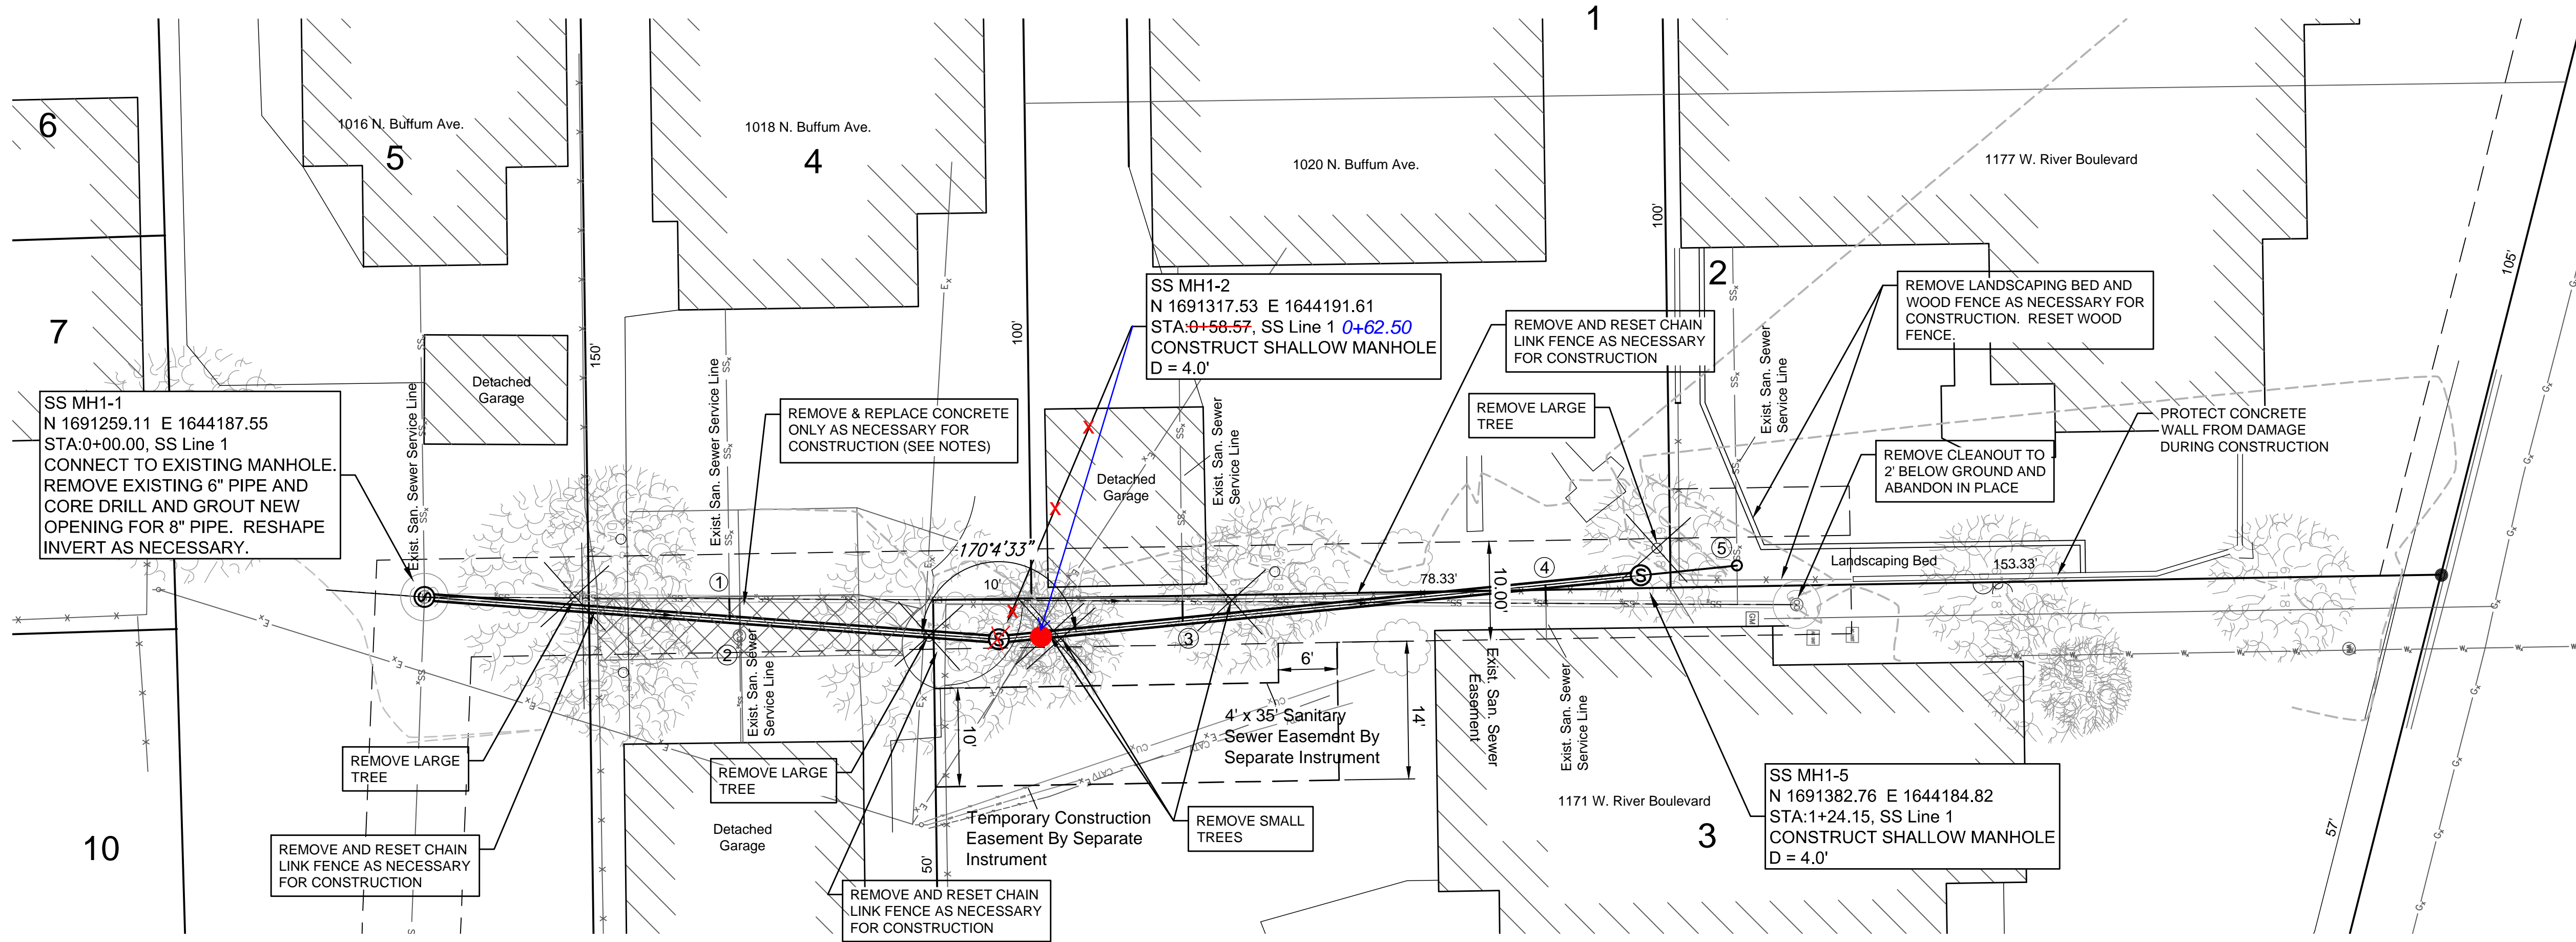 1
6
1016 N. Buffum Ave.
5
1018 N. Buffum Ave.
4
1020 N. Buffum Ave.
1177 W. River Boulevard
100'
2
105'
7
150'
100'
Detached
Garage
SS MH1-2
N 1691317.53 E 1644191.61
STA:0+58.57, SS Line 1 0+62.50
CONSTRUCT SHALLOW MANHOLE
D = 4.0'
REMOVE AND RESET CHAIN
LINK FENCE AS NECESSARY
FOR CONSTRUCTION
REMOVE LANDSCAPING BED AND
WOOD FENCE AS NECESSARY FOR
CONSTRUCTION. RESET WOOD
FENCE.
SS MH1-1
N 1691259.11 E 1644187.55
STA:0+00.00, SS Line 1
CONNECT TO EXISTING MANHOLE.
REMOVE EXISTING 6" PIPE AND
CORE DRILL AND GROUT NEW
OPENING FOR 8" PIPE. RESHAPE
INVERT AS NECESSARY.
Exist. San. Sewer Service Line
Exist. San. Sewer Service Line
REMOVE & REPLACE CONCRETE
ONLY AS NECESSARY FOR
CONSTRUCTION (SEE NOTES)
Detached
Garage
Exist. San. Sewer
Service Line
REMOVE LARGE
TREE
Exist. San. Sewer
Service Line
REMOVE CLEANOUT TO
2' BELOW GROUND AND
ABANDON IN PLACE
PROTECT CONCRETE
WALL FROM DAMAGE
DURING CONSTRUCTION
170°4'33"
10'
1
2
3
4
5
S
S
S
78.33'
10.00'
Landscaping Bed
153.33'
Exist. San. Sewer
Service Line
Exist. San. Sewer
Easement
Exist. San. Sewer
Service Line
6'
14'
10'
4' x 35' Sanitary
Sewer Easement By
Separate Instrument
REMOVE LARGE
TREE
REMOVE LARGE
TREE
REMOVE SMALL
TREES
Temporary Construction
Easement By Separate
Instrument
Detached
Garage
50'
10
REMOVE AND RESET CHAIN
LINK FENCE AS NECESSARY
FOR CONSTRUCTION
REMOVE AND RESET CHAIN
LINK FENCE AS NECESSARY
FOR CONSTRUCTION
1171 W. River Boulevard
3
SS MH1-5
N 1691382.76 E 1644184.82
STA:1+24.15, SS Line 1
CONSTRUCT SHALLOW MANHOLE
D = 4.0'
57'